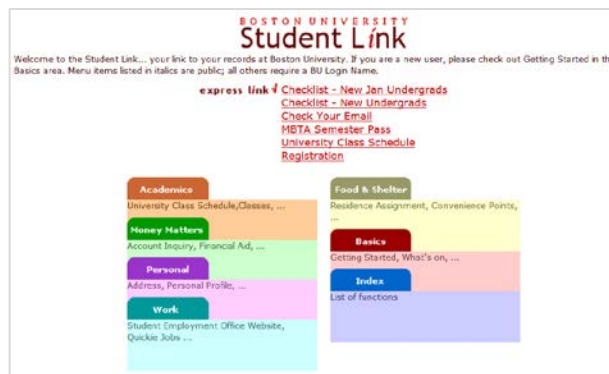 BOSTON UNIVERSITY
Student Link
Welcome to the Student Link... your link to your records at Boston University. If you are a new user, please check out Getting Started in the
Basics area. Menu items listed in italics are public; all others require a BU Login Name.
express link Checklist - New Jan Undergrads
Checklist - New Undergrads
Check Your Email
MBTA Semester Pass
University Class Schedule
Registration
Academics
University Class Schedule,Classes, ...
Money Matters
Account Inquiry, Financial Aid, ...
Personal
Address, Personal Profile, ...
Work
Student Employment Office Website,
Quickie Jobs ...
Food & Shelter
Residence Assignment, Convenience Points,
...
Basics
Getting Started, What's on, ...
Index
List of functions